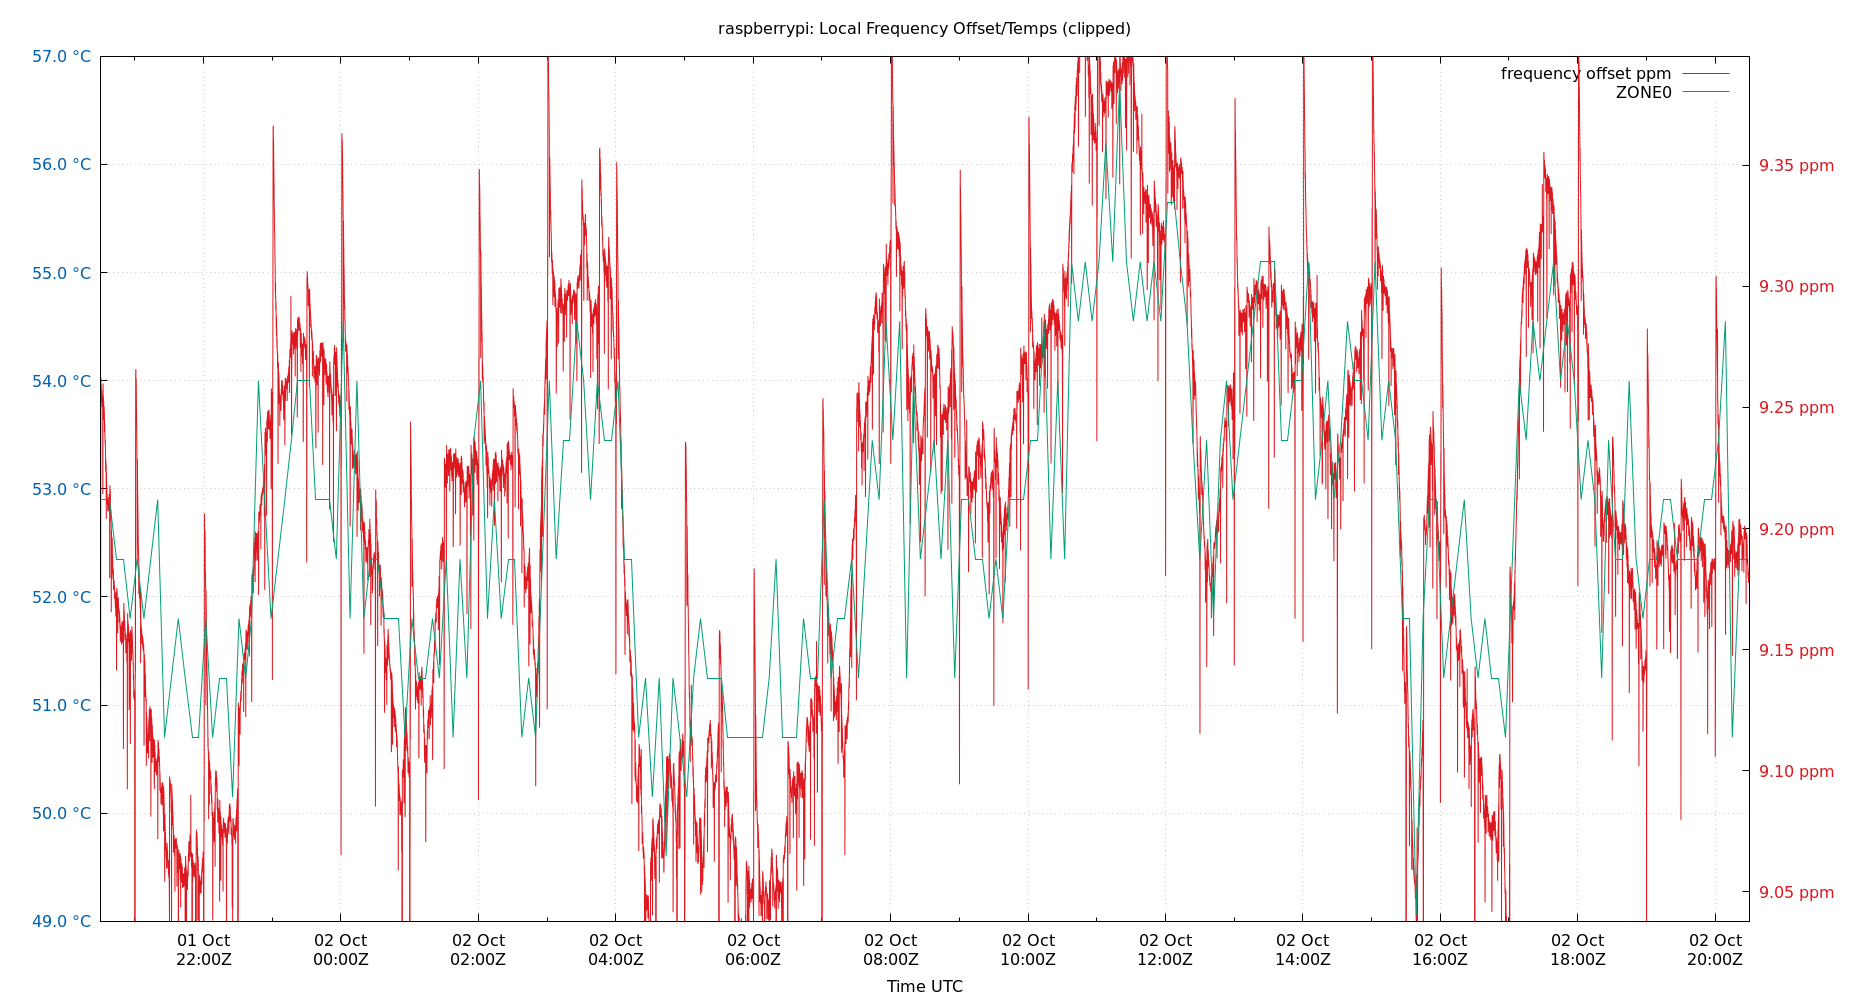 raspberrypi: Local Frequency Offset/Temps (clipped)
57.0 °C
56.0 °C
55.0 °C
54.0 °C
53.0 °C
52.0 °C
51.0 °C
50.0 °C
49.0 °C
frequency offset ppm
ZONE0
9.35 ppm
9.30 ppm
9.25 ppm
9.20 ppm
9.15 ppm
9.10 ppm
9.05 ppm
01 Oct 02 Oct 02 Oct 02 Oct 02 Oct 02 Oct 02 Oct 02 Oct 02 Oct 02 Oct 02 Oct 02 Oct
22:00Z 00:00Z 02:00Z 04:00Z 06:00Z 08:00Z 10:00Z 12:00Z 14:00Z 16:00Z 18:00Z 20:00Z
Time UTC